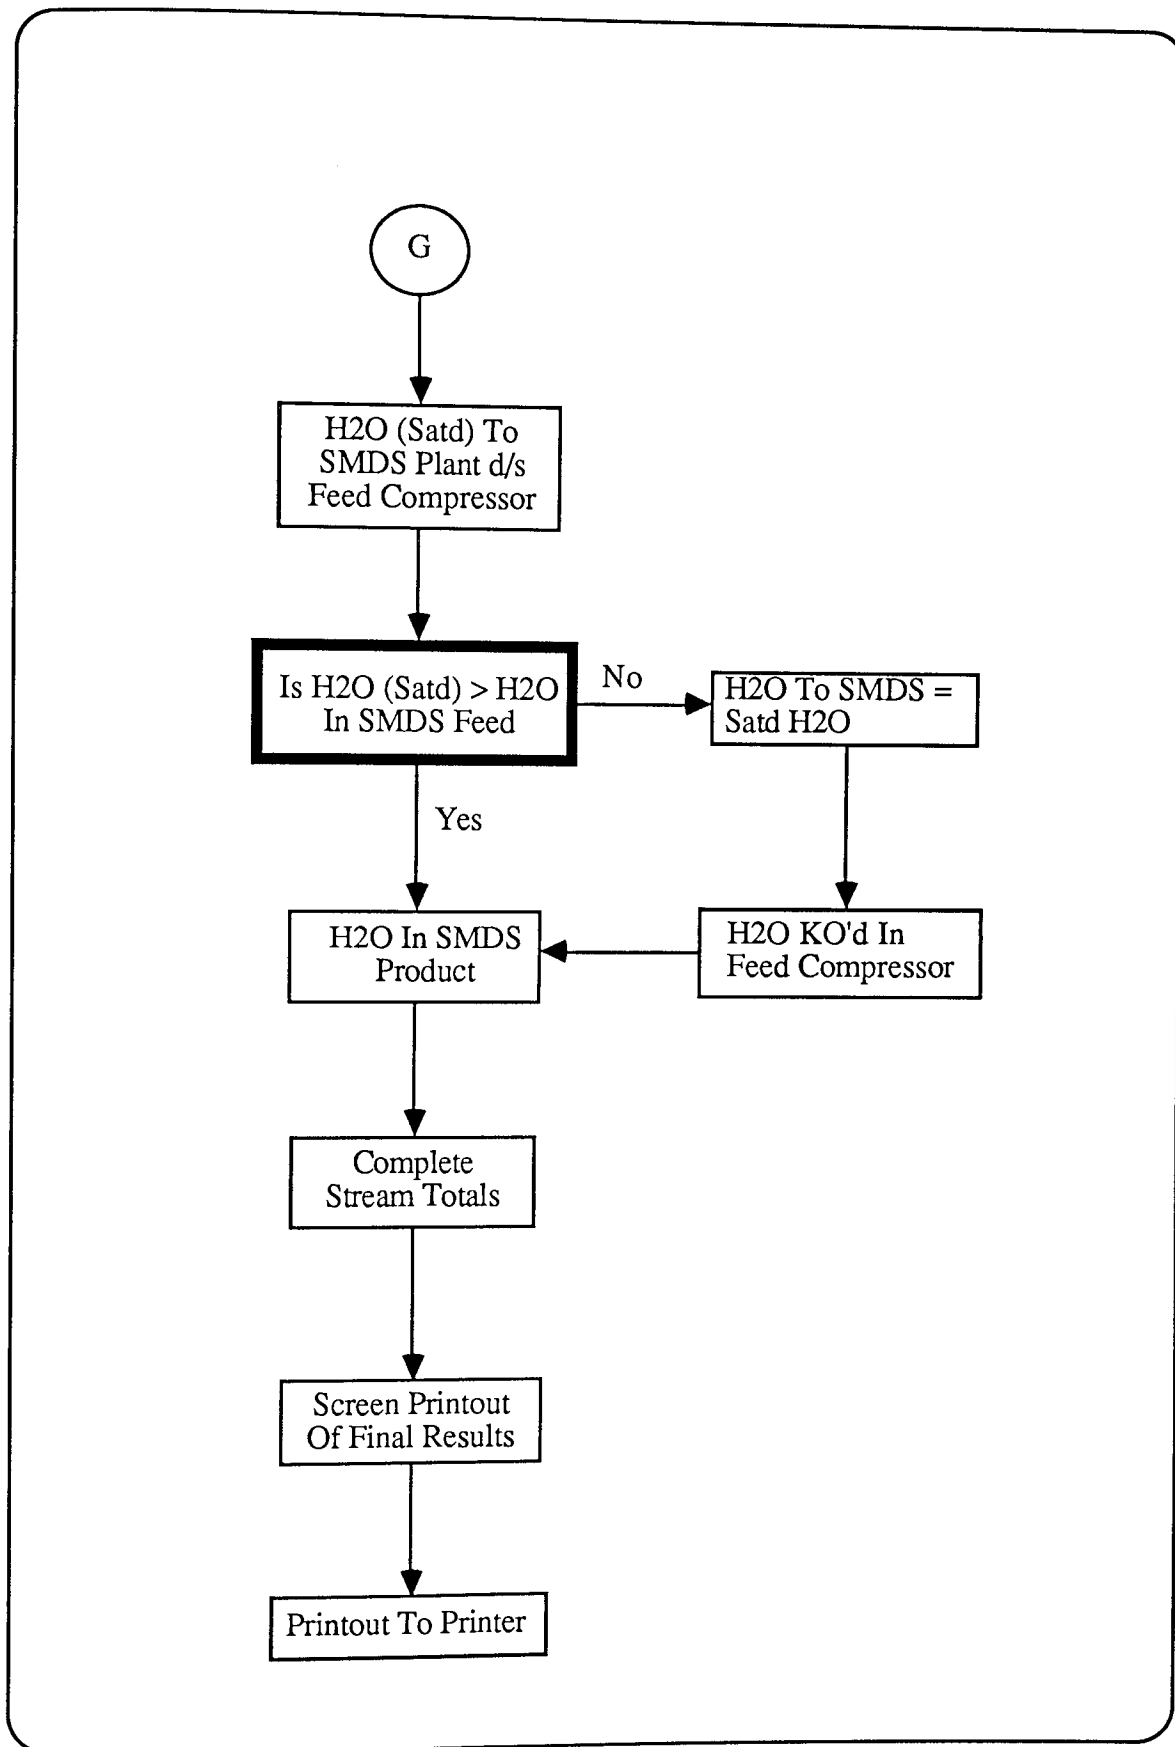 G
H2O (Satd) To
SMDS Plant d/s
Feed Compressor
Is H2O (Satd) > H2O
In SMDS Feed
No
H2O To SMDS =
Satd H2O
Yes
H2O In SMDS
Product
H2O KO'd In
Feed Compressor
Complete
Stream Totals
Screen Printout
Of Final Results
Printout To Printer